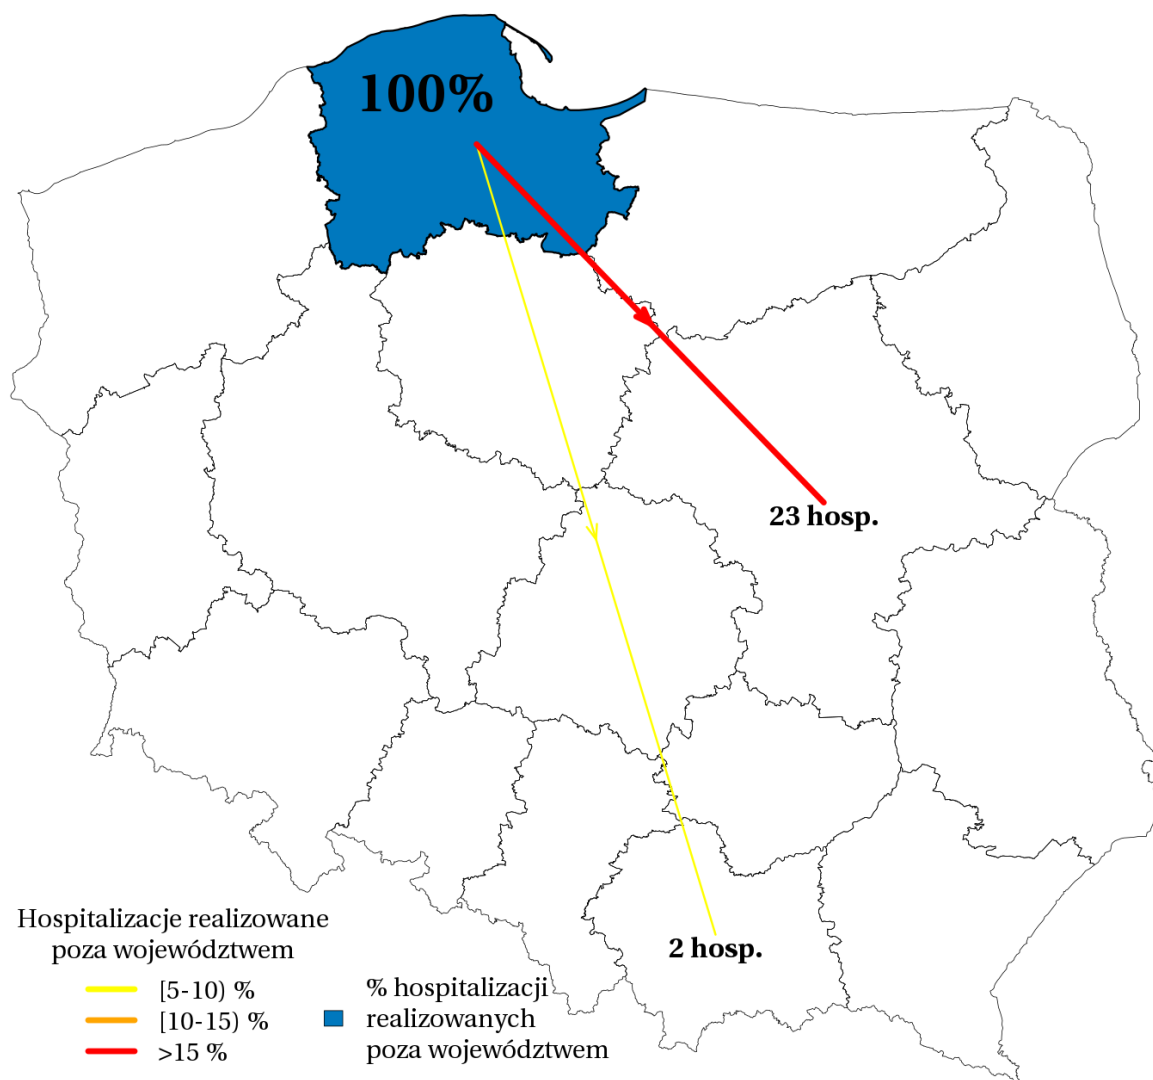 100%
23 hosp.
2 hosp.
Hospitalizacje realizowane
poza województwem
[5-10) %
[10-15) %
>15 %
% hospitalizacji
realizowanych
poza województwem